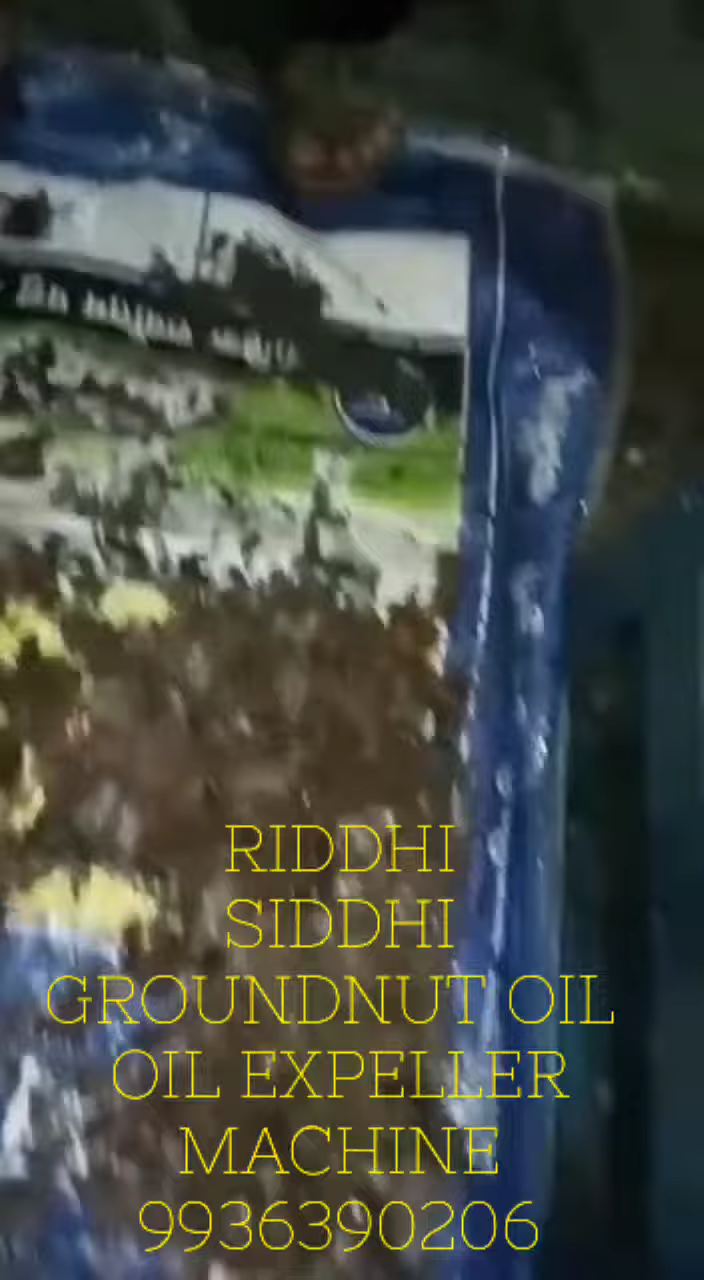 RIDDHI
SIDDHI
GROUNDNUT OIL
OIL EXPELLER
MACHINE
9936390206